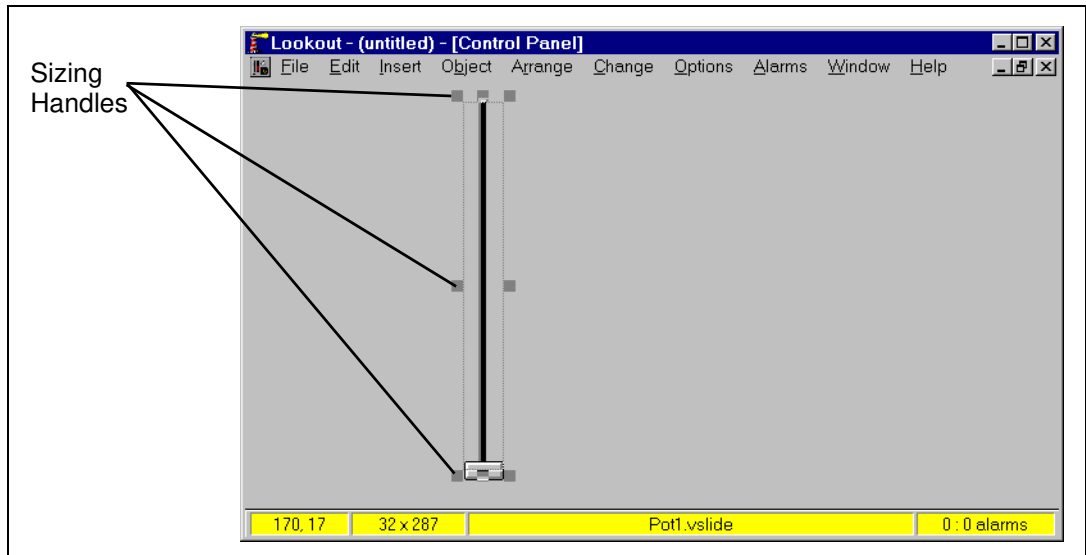 Lookout - (untitled) - [Control Panel]
File Edit Insert Object Arrange Change Options Alarms Window Help
Sizing
Handles
170, 17 32 x 287 Pot1.vslide 0 : 0 alarms